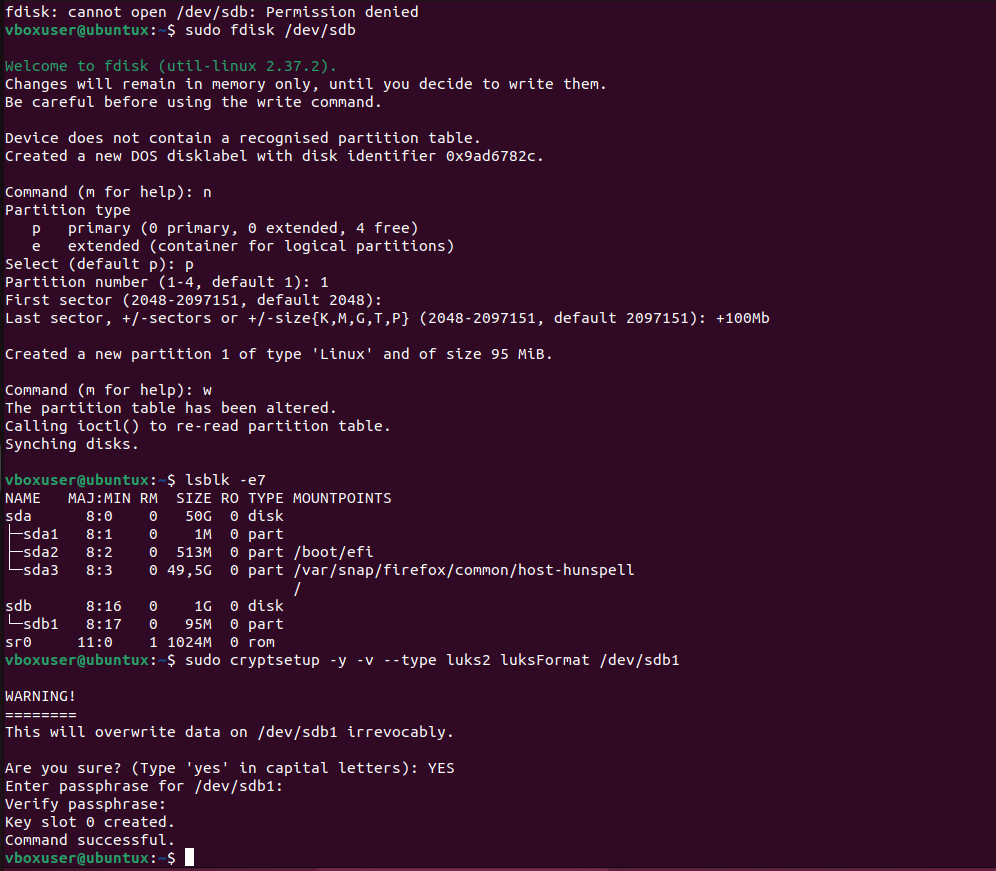 fdisk: cannot open /dev/sdb: Permission denied
vboxuser@ubuntux:~$ sudo fdisk /dev/sdb
Welcome to fdisk (util-linux 2.37.2).
Changes will remain in memory only, until you decide to write them.
Be careful before using the write command.
Device does not contain a recognised partition table.
Created a new DOS disklabel with disk identifier 0x9ad6782c.
Command (m for help): n
Partition type
   p   primary (0 primary, 0 extended, 4 free)
   e   extended (container for logical partitions)
Select (default p): p
Partition number (1-4, default 1): 1
First sector (2048-2097151, default 2048):
Last sector, +/-sectors or +/-size{K,M,G,T,P} (2048-2097151, default 2097151): +100Mb
Created a new partition 1 of type 'Linux' and of size 95 MiB.
Command (m for help): w
The partition table has been altered.
Calling ioctl() to re-read partition table.
Synching disks.
vboxuser@ubuntux:~$ lsblk -e7
NAME   MAJ:MIN RM  SIZE RO TYPE MOUNTPOINTS
sda      8:0    0   50G  0 disk
├─sda1   8:1    0    1M  0 part
├─sda2   8:2    0  513M  0 part /boot/efi
└─sda3   8:3    0 49,5G  0 part /var/snap/firefox/common/host-hunspell
                                /
sdb      8:16   0    1G  0 disk
└─sdb1   8:17   0   95M  0 part
sr0     11:0    1 1024M  0 rom
vboxuser@ubuntux:~$ sudo cryptsetup -y -v --type luks2 luksFormat /dev/sdb1
WARNING!
========
This will overwrite data on /dev/sdb1 irrevocably.
Are you sure? (Type 'yes' in capital letters): YES
Enter passphrase for /dev/sdb1:
Verify passphrase:
Key slot 0 created.
Command successful.
vboxuser@ubuntux:~$